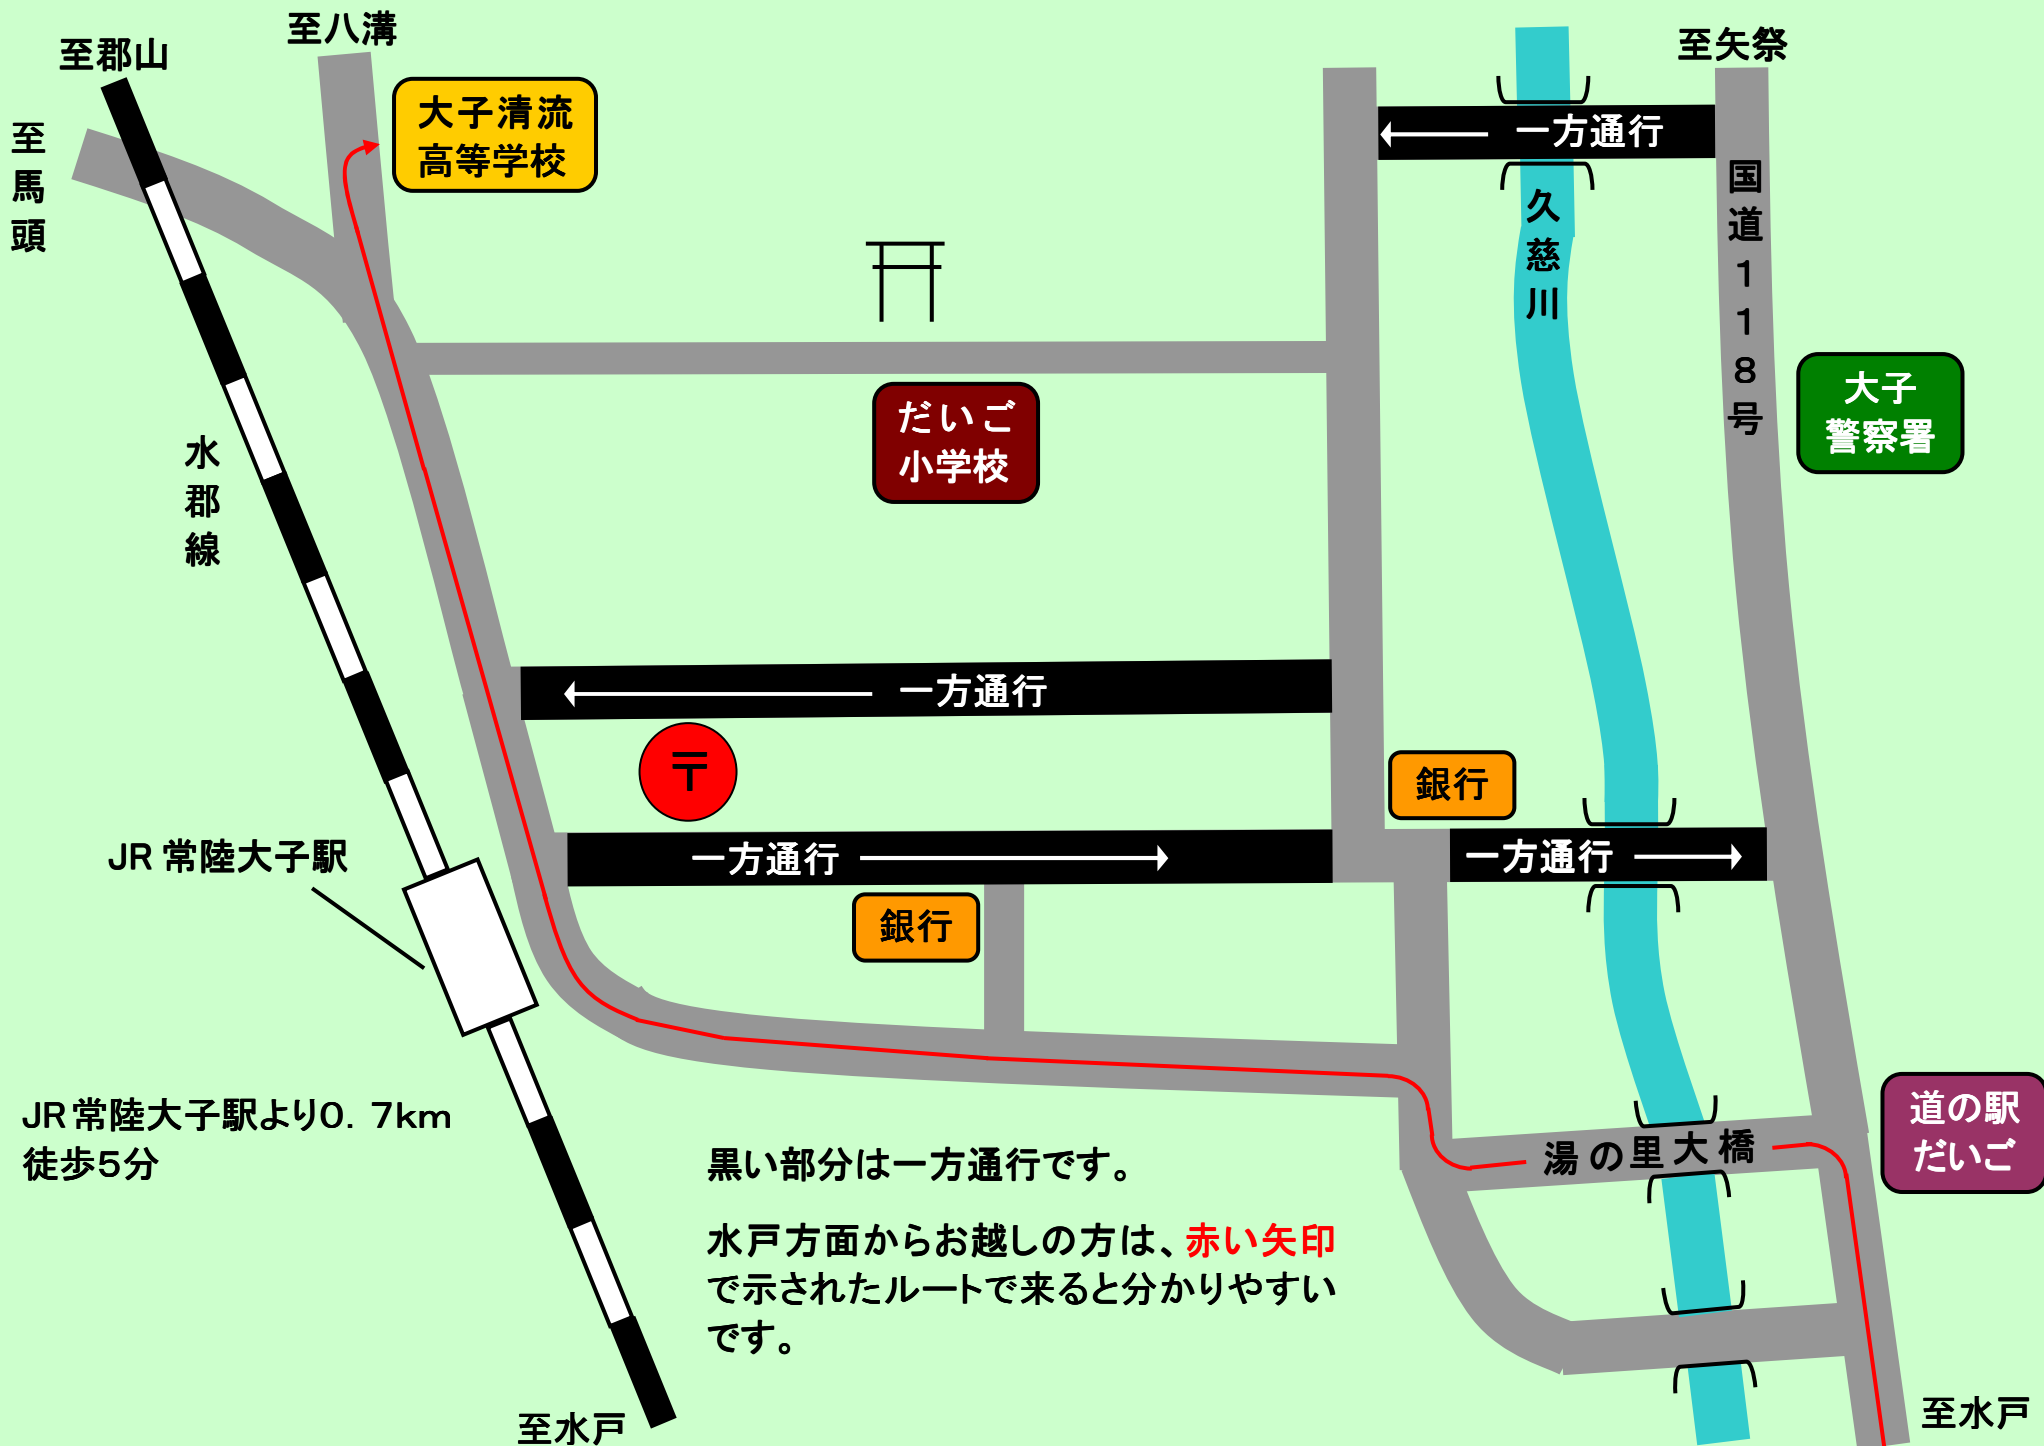 至八溝
至郡山
至矢祭
大子清流
高等学校
一方通行
至馬頭
国道118号
久慈川
大子
警察署
だいご
小学校
水郡線
一方通行
〒
銀行
JR常陸大子駅
一方通行
一方通行
銀行
JR常陸大子駅より0.7km
徒歩5分
道の駅
だいご
湯の里大橋
黒い部分は一方通行です。
水戸方面からお越しの方は、赤い矢印
で示されたルートで来ると分かりやすい
です。
至水戸
至水戸